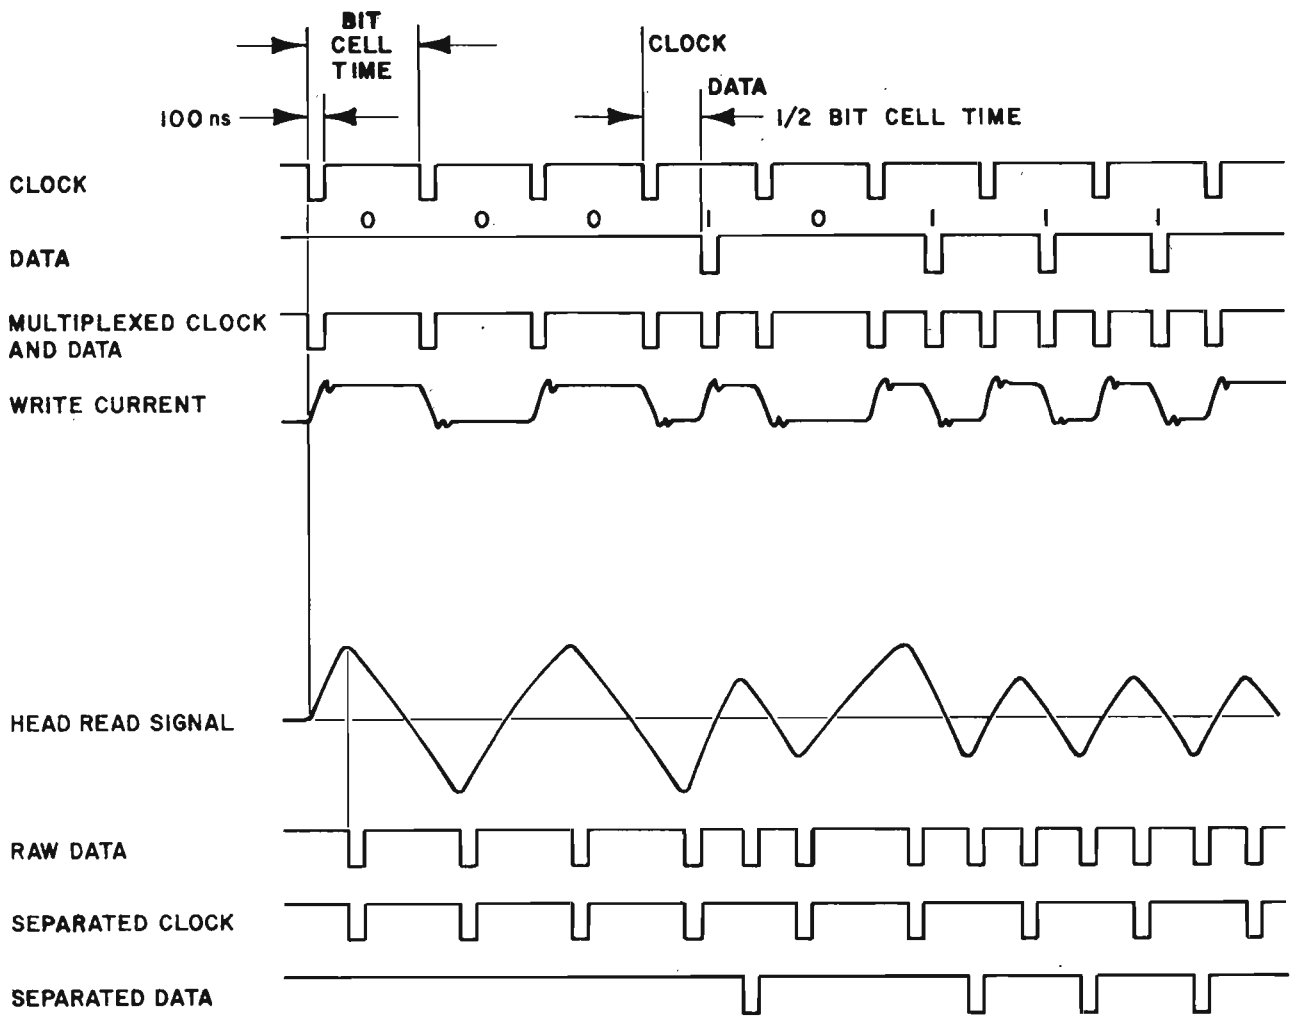 BIT
CELL
TIME
CLOCK
DATA
100 ns
1/2 BIT CELL TIME
CLOCK
0 0 0 1 0 1 1 1
DATA
MULTIPLEXED CLOCK
AND DATA
WRITE CURRENT
HEAD READ SIGNAL
RAW DATA
SEPARATED CLOCK
SEPARATED DATA